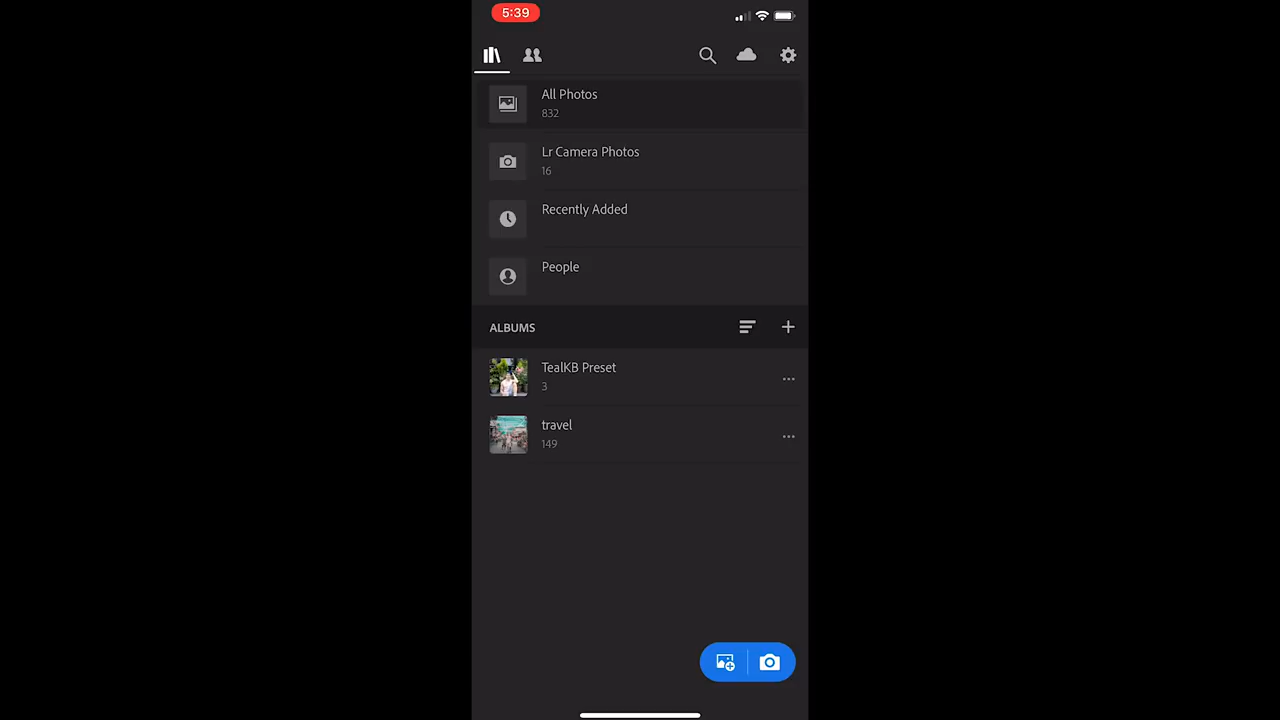 5:39
All Photos
832
Lr Camera Photos
16
Recently Added
People
ALBUMS
TealKB Preset
3
travel
149